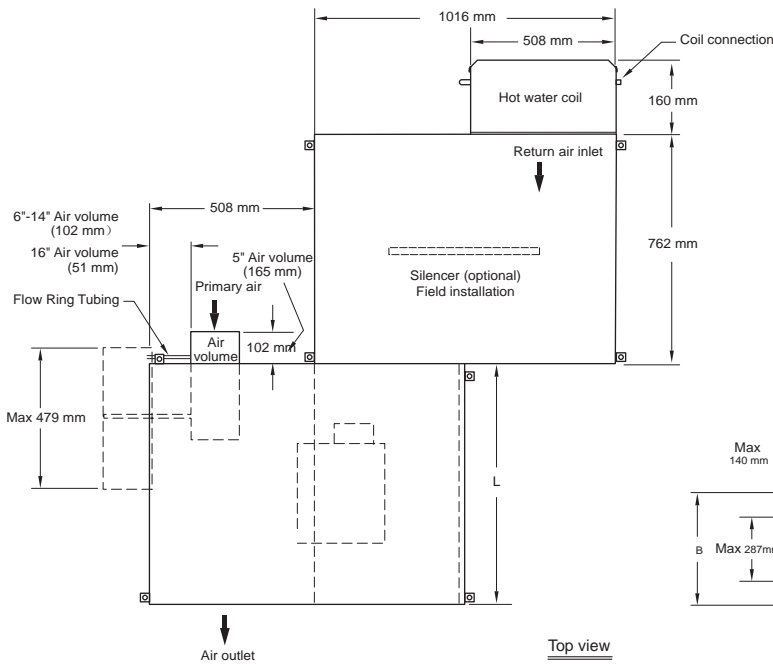 1016 mm
508 mm
Coil connection
Hot water coil
160 mm
Return air inlet
508 mm
6"-14" Air volume
(102 mm）
16" Air volume
(51 mm)
5" Air volume
(165 mm)
762 mm
Silencer (optional)
Field installation
Flow Ring Tubing
Primary air
Air
volume
102 mm
Max 479 mm
L
Max
140 mm
B
Max 287mm
Air outlet
Top view